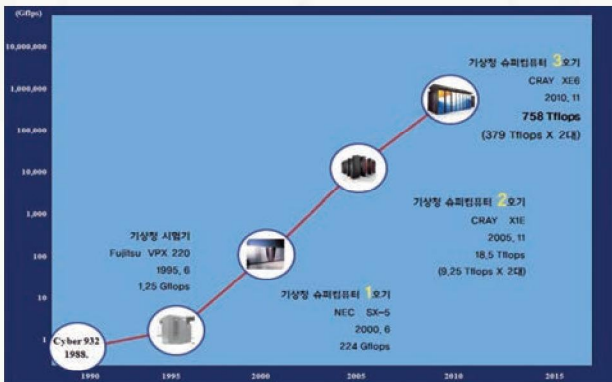 (Gflps)
10,000,000
1,000,000
100,000
10,000
1,000
100
10
1
기상청 슈퍼컴퓨터 3호기
CRAY XE6
2010, 11
758 Tflops
(379 Tflops X 2대)
기상청 슈퍼컴퓨터 2호기
CRAY X1E
2005, 11
18,5 Tflops
(9,25 Tflops X 2대)
기상청 시험기
Fujitsu VPX 220
1995, 6
1,25 Gflops
기상청 슈퍼컴퓨터 1호기
NEC SX-5
2000, 6
224 Gflops
Cyber 932
1988.
1990 1995 2000 2005 2010 2015